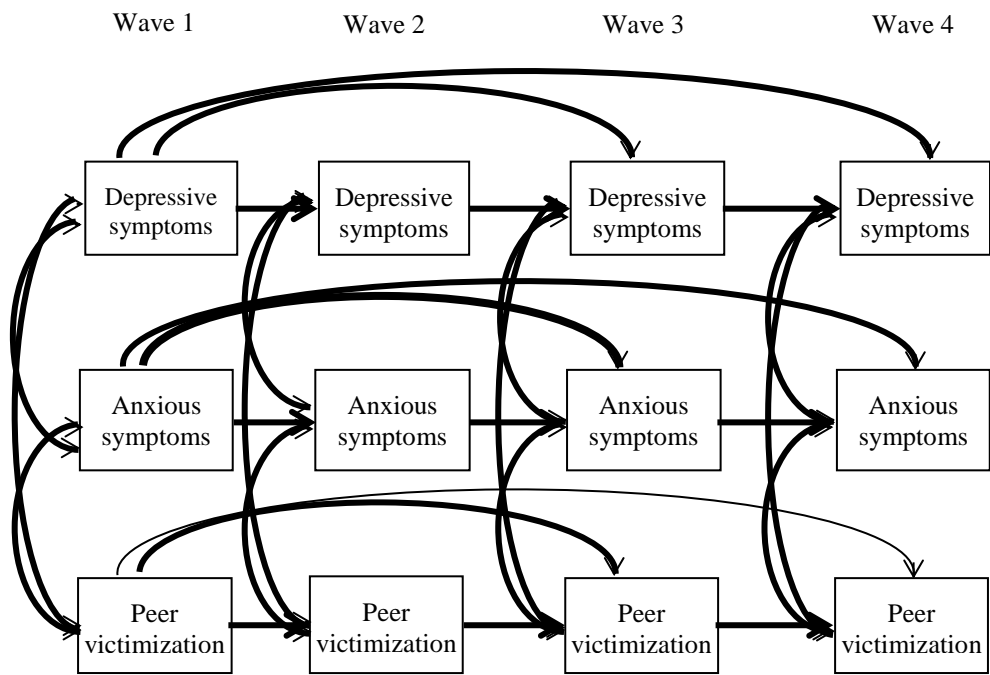 Wave 1
Wave 2
Wave 3
Wave 4
Depressive
symptoms
Depressive
symptoms
Depressive
symptoms
Depressive
symptoms
Anxious
symptoms
Anxious
symptoms
Anxious
symptoms
Anxious
symptoms
Peer
victimization
Peer
victimization
Peer
victimization
Peer
victimization